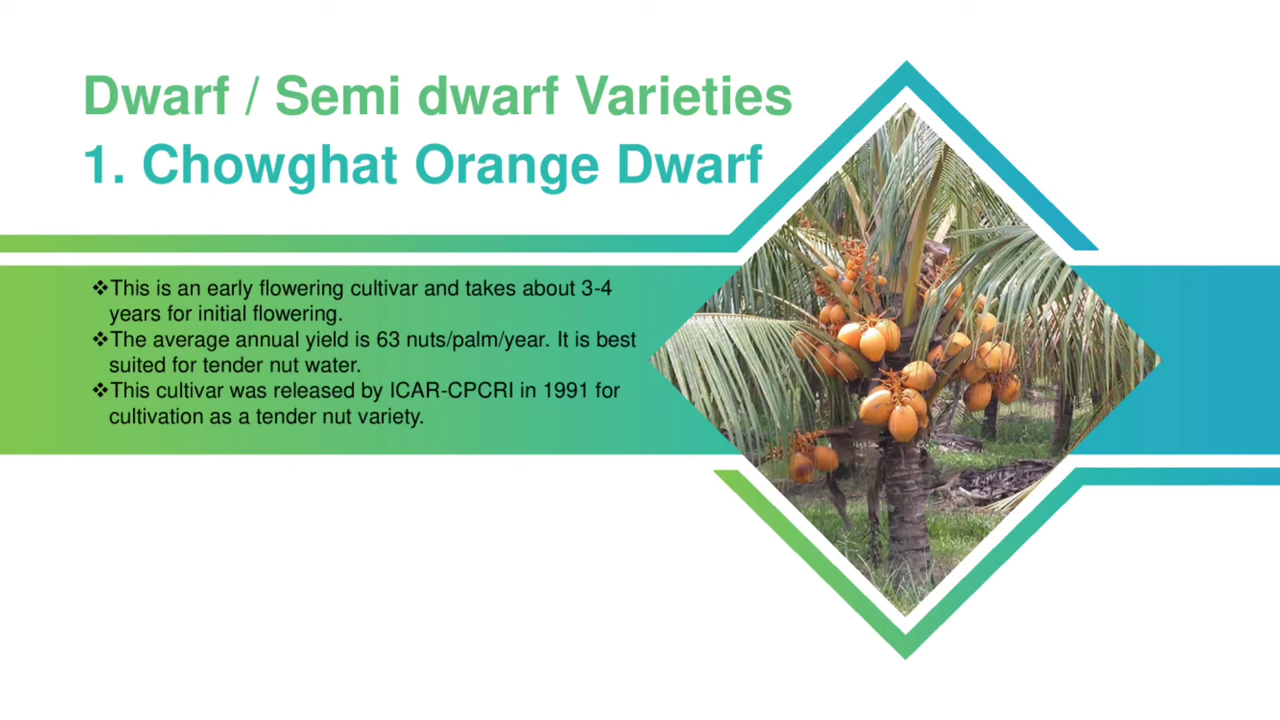 Dwarf / Semi dwarf Varieties
1. Chowghat Orange Dwarf
❖This is an early flowering cultivar and takes about 3-4
years for initial flowering.
❖The average annual yield is 63 nuts/palm/year. It is best
suited for tender nut water.
❖This cultivar was released by ICAR-CPCRI in 1991 for
cultivation as a tender nut variety.